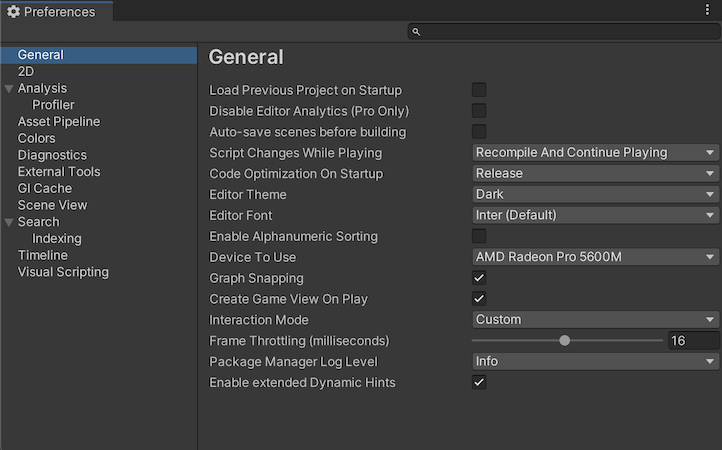 Preferences
General
2D
Analysis
Profiler
Asset Pipeline
Colors
Diagnostics
External Tools
GI Cache
Scene View
Search
Indexing
Timeline
Visual Scripting
General
Load Previous Project on Startup
Disable Editor Analytics (Pro Only)
Auto-save scenes before building
Script Changes While Playing Recompile And Continue Playing
Code Optimization On Startup Release
Editor Theme Dark
Editor Font Inter (Default)
Enable Alphanumeric Sorting
Device To Use AMD Radeon Pro 5600M
Graph Snapping
Create Game View On Play
Interaction Mode Custom
Frame Throttling (milliseconds) 16
Package Manager Log Level Info
Enable extended Dynamic Hints